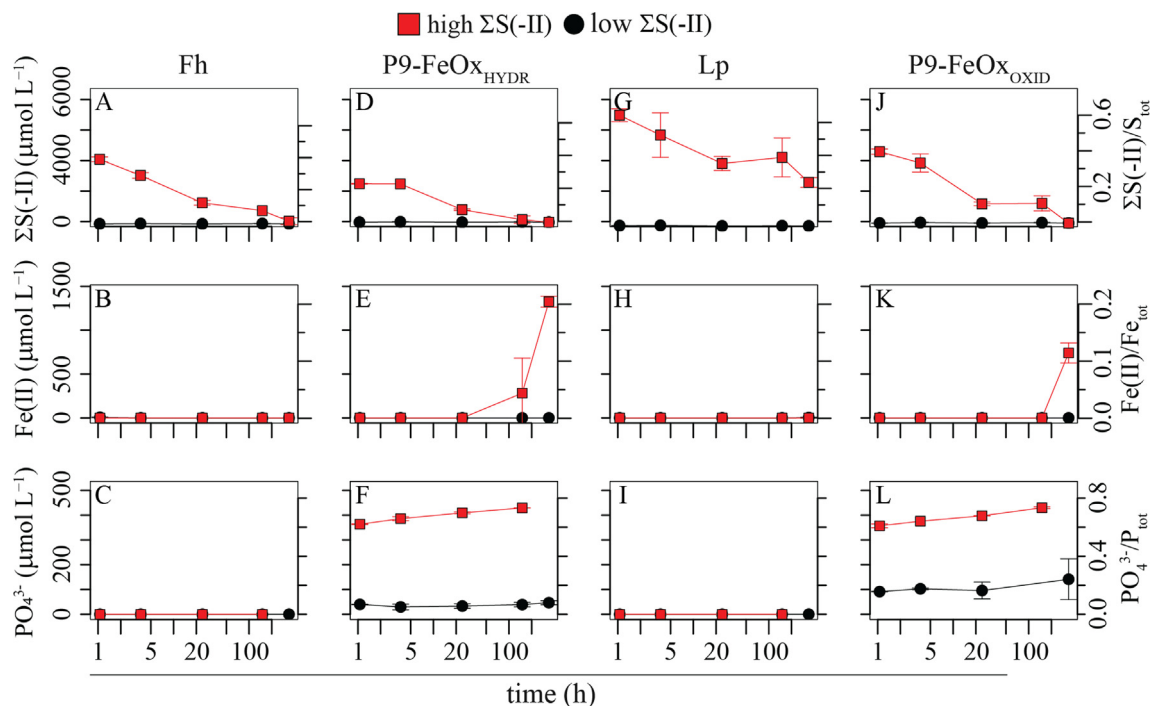 high ΣS(-II) low ΣS(-II)
Fh P9-FeOx_HYDR Lp P9-FeOx_OXID
ΣS(-II) (μmol L⁻¹)
6000
4000
2000
0
A
D
G
J
0.6
0.4
0.2
0.0
ΣS(-II)/S_tot
Fe(II) (μmol L⁻¹)
1500
500
0
B
E
H
K
0.2
0.1
0.0
Fe(II)/Fe_tot
PO₄³⁻ (μmol L⁻¹)
500
200
0
C
F
I
L
0.8
0.4
0.0
PO₄³⁻/P_tot
1 5 20 100 1 5 20 100 1 5 20 100 1 5 20 100
time (h)